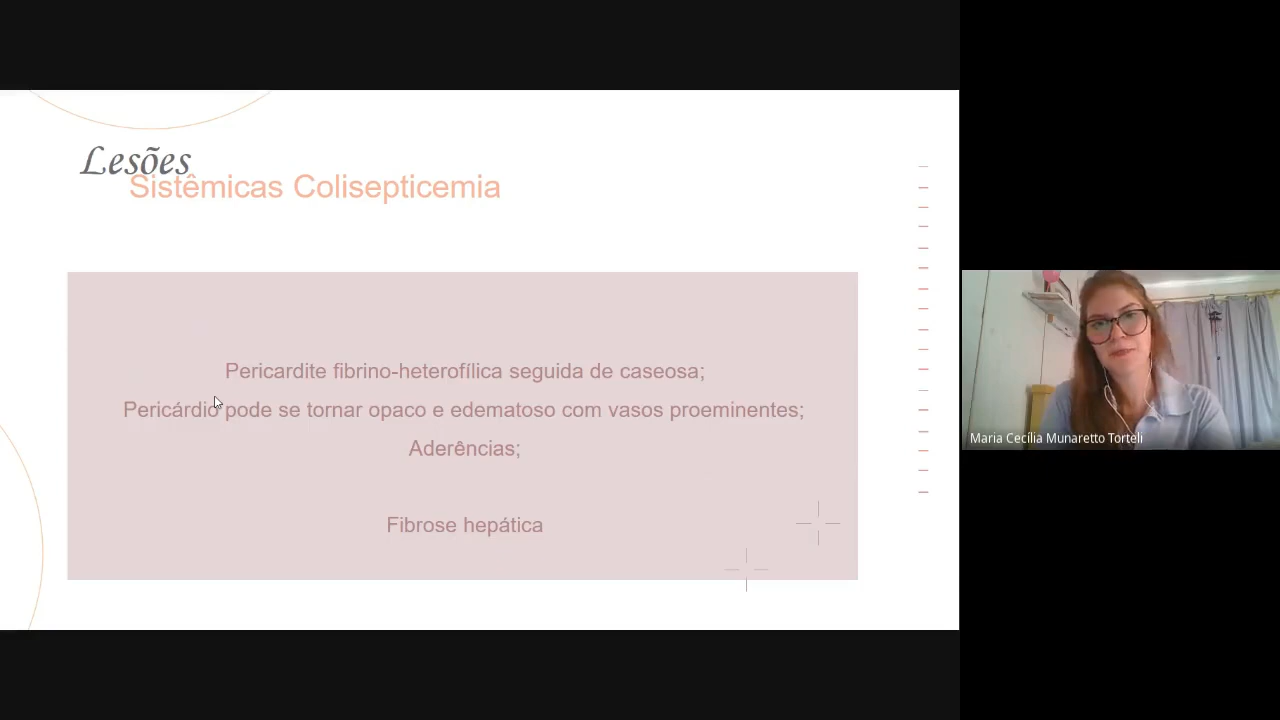 Lesões
Sistêmicas Colisepticemia
Pericardite fibrino-heterofílica seguida de caseosa;
Pericárdio pode se tornar opaco e edematoso com vasos proeminentes;
Aderências;
Fibrose hepática
Maria Cecília Munaretto Torteli